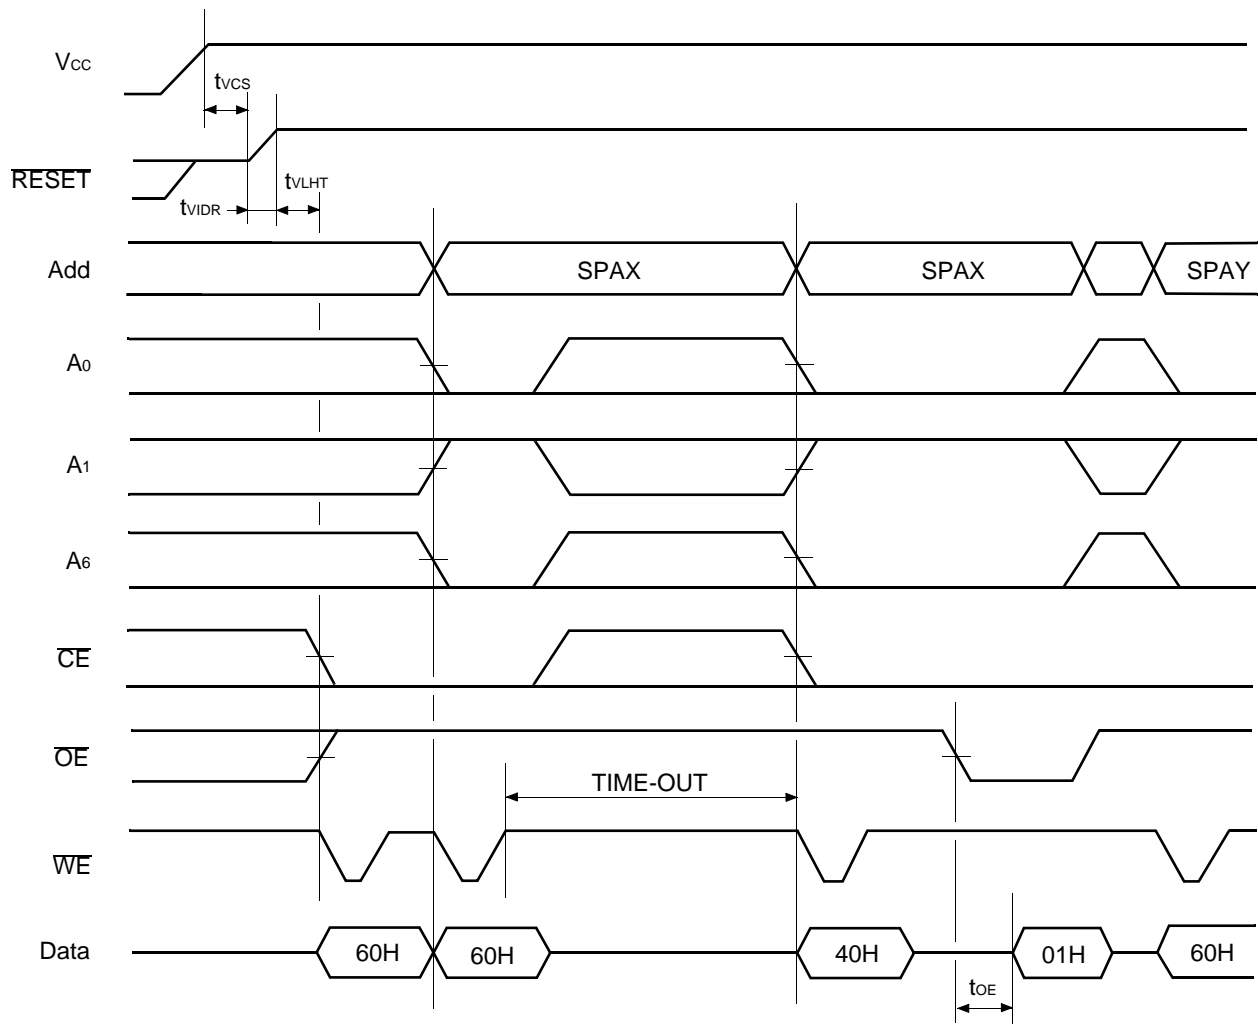 VCC
tVCS
RESET
tVLHT
tVIDR
Add
SPAX
SPAX
SPAY
A0
A1
A6
CE
OE
TIME-OUT
WE
Data
60H
60H
40H
01H
60H
tOE